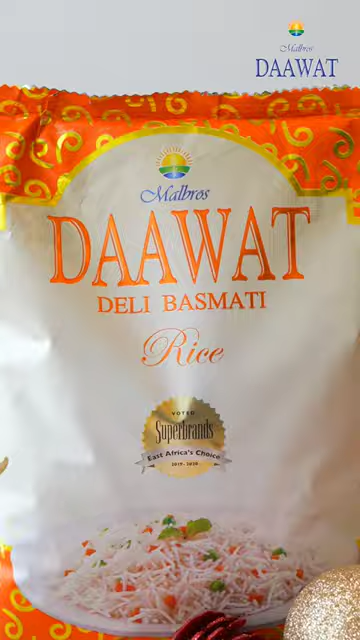 Malbros
DAAWAT
Malbros
DAAWAT
DELI BASMATI
Rice
VOTED
Superbrands
East Africa's Choice
2019-2020